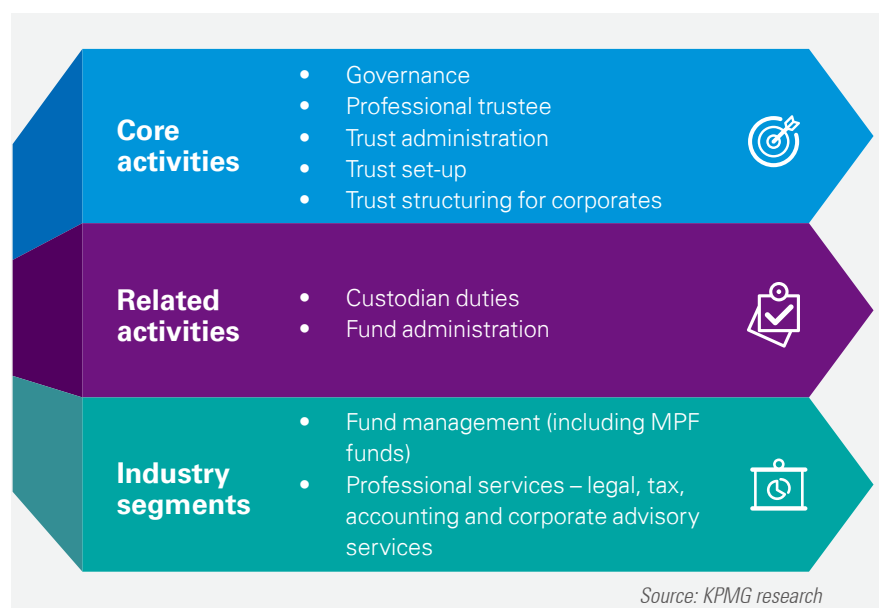 Core
activities
• Governance
• Professional trustee
• Trust administration
• Trust set-up
• Trust structuring for corporates
Related
activities
• Custodian duties
• Fund administration
Industry
segments
• Fund management (including MPF
funds)
• Professional services – legal, tax,
accounting and corporate advisory
services
Source: KPMG research